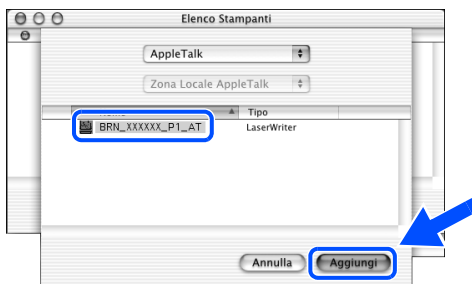 Elenco Stampanti
AppleTalk
Zona Locale AppleTalk
Tipo
BRN_XXXXXX_P1_AT LaserWriter
Annulla Aggiungi